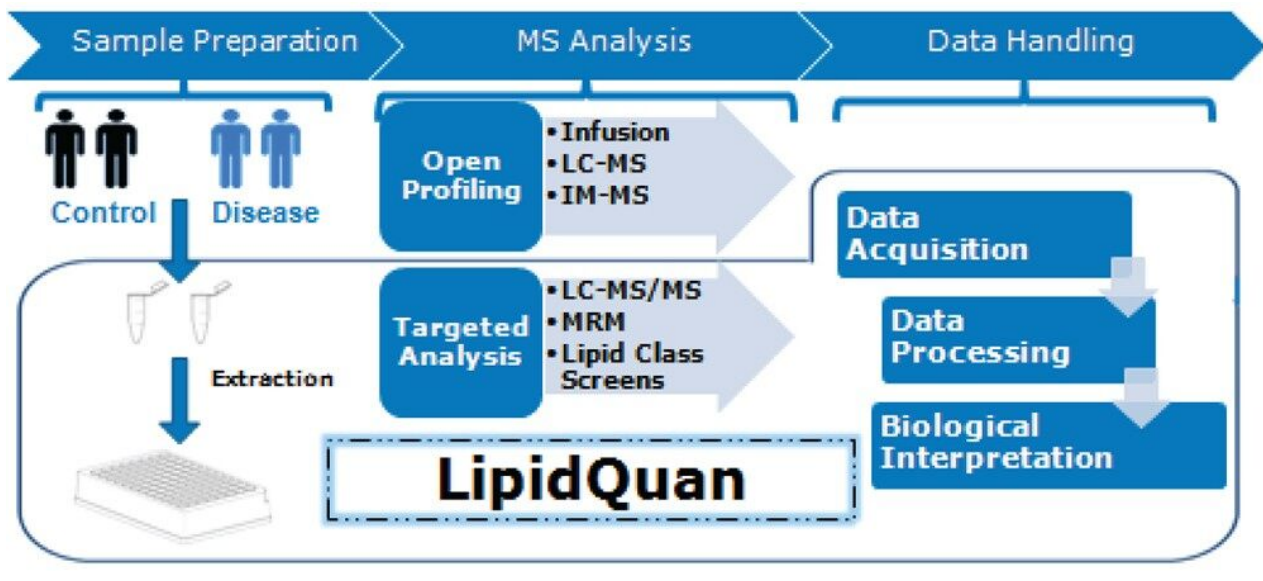 Sample Preparation
MS Analysis
Data Handling
Control
Disease
Extraction
Open
Profiling
•Infusion
•LC-MS
•IM-MS
Targeted
Analysis
•LC-MS/MS
•MRM
•Lipid Class
Screens
LipidQuan
Data
Acquisition
Data
Processing
Biological
Interpretation